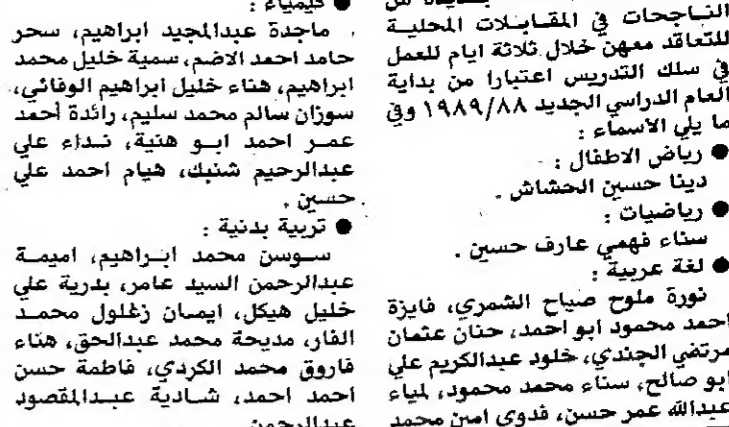 الناجحات في المقابلات المحلية
للتعاقد معهن خلال ثلاثة ايام للعمل
في سلك التدريس اعتبارا من بداية
العام الدراسي الجديد ١٩٨٩/٨٨ وفي
ما يلي الاسماء :
● رياض الاطفال :
دينا حسين الحشاش .
● رياضيات :
سناء فهمي عارف حسين .
● لغة عربية :
نورة ملوح صياح الشمري، فايزة
احمد محمود ابو احمد، حنان عثمان
مرتضي الجندي، خلود عبدالكريم علي
ابو صالح، سناء محمد محمود، لمياء
عبدالله عمر حسن، فدوى امين محمد
● كيمياء :
ماجدة عبدالمجيد ابراهيم، سحر
حامد احمد الاضم، سمية خليل محمد
ابراهيم، هناء خليل ابراهيم الوفائي،
سوزان سالم محمد سليم، رائدة أحمد
عمر احمد ابو هنية، نداء علي
عبدالرحيم شنبك، هيام احمد علي
حسين .
● تربية بدنية :
سوسن محمد ابراهيم، اميمة
عبدالرحمن السيد عامر، بدرية علي
خليل هيكل، ايمان زغلول محمد
الفار، مديحة محمد عبدالحق، هناء
فاروق محمد الكردي، فاطمة حسن
احمد احمد، شادية عبدالمقصود
عبدالرحمن